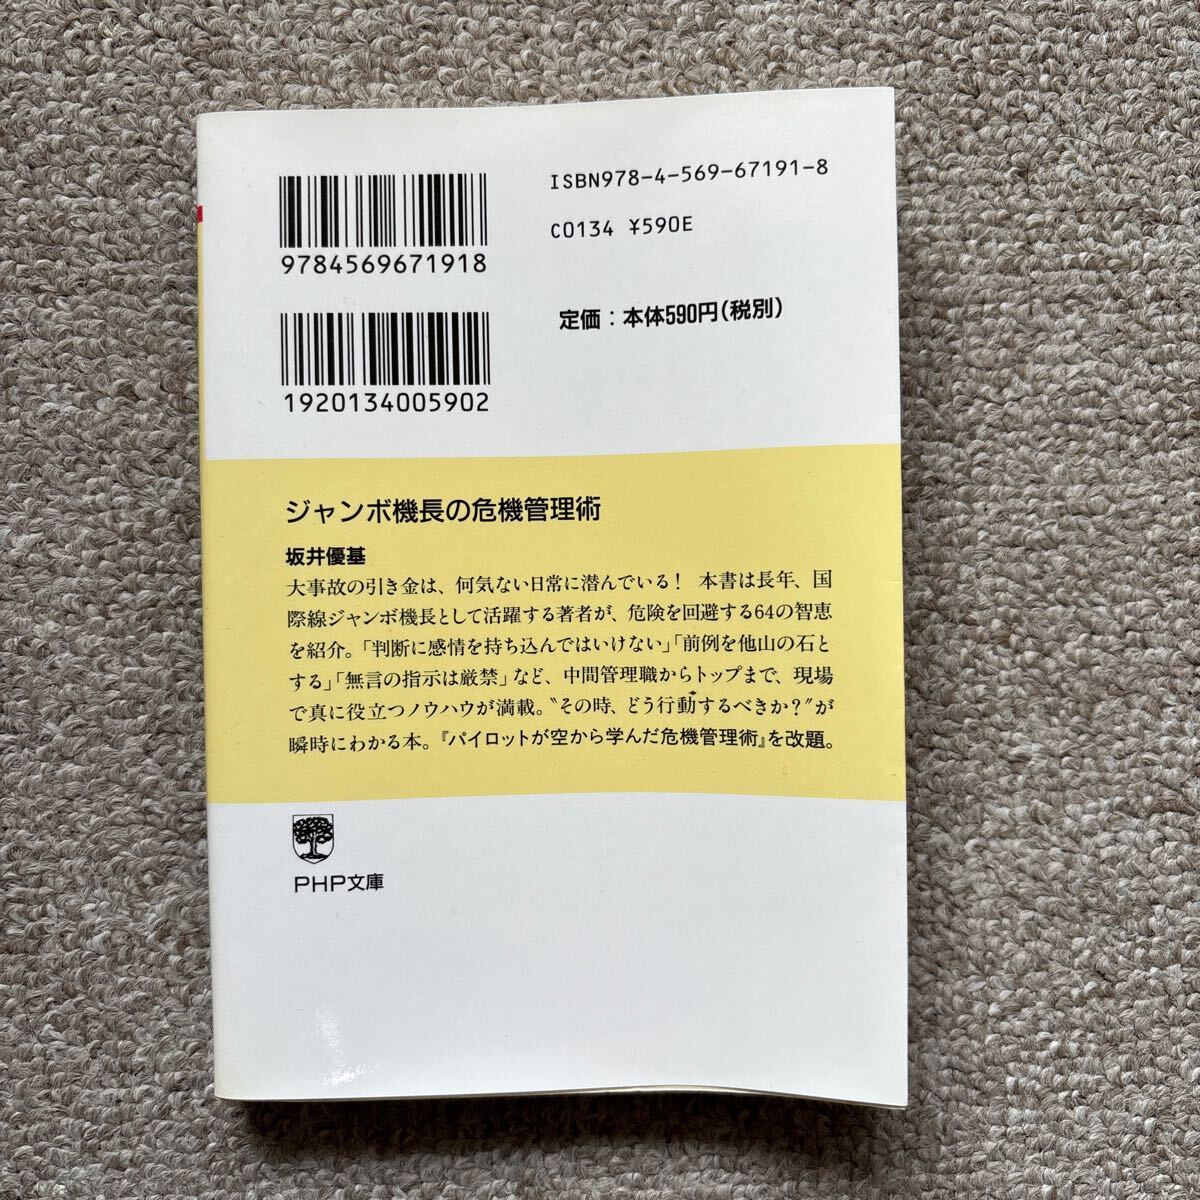 ISBN978-4-569-67191-8
9784569671918
C0134 ¥590E
定価：本体590円（税別）
1920134005902
ジャンボ機長の危機管理術
坂井優基
大事故の引き金は、何気ない日常に潜んでいる！ 本書は長年、国
際線ジャンボ機長として活躍する著者が、危険を回避する64の智恵
を紹介。「判断に感情を持ち込んではいけない」「前例を他山の石と
する」「無言の指示は厳禁」など、中間管理職からトップまで、現場
で真に役立つノウハウが満載。〝その時、どう行動するべきか？〟が
瞬時にわかる本。『パイロットが空から学んだ危機管理術』を改題。
PHP文庫